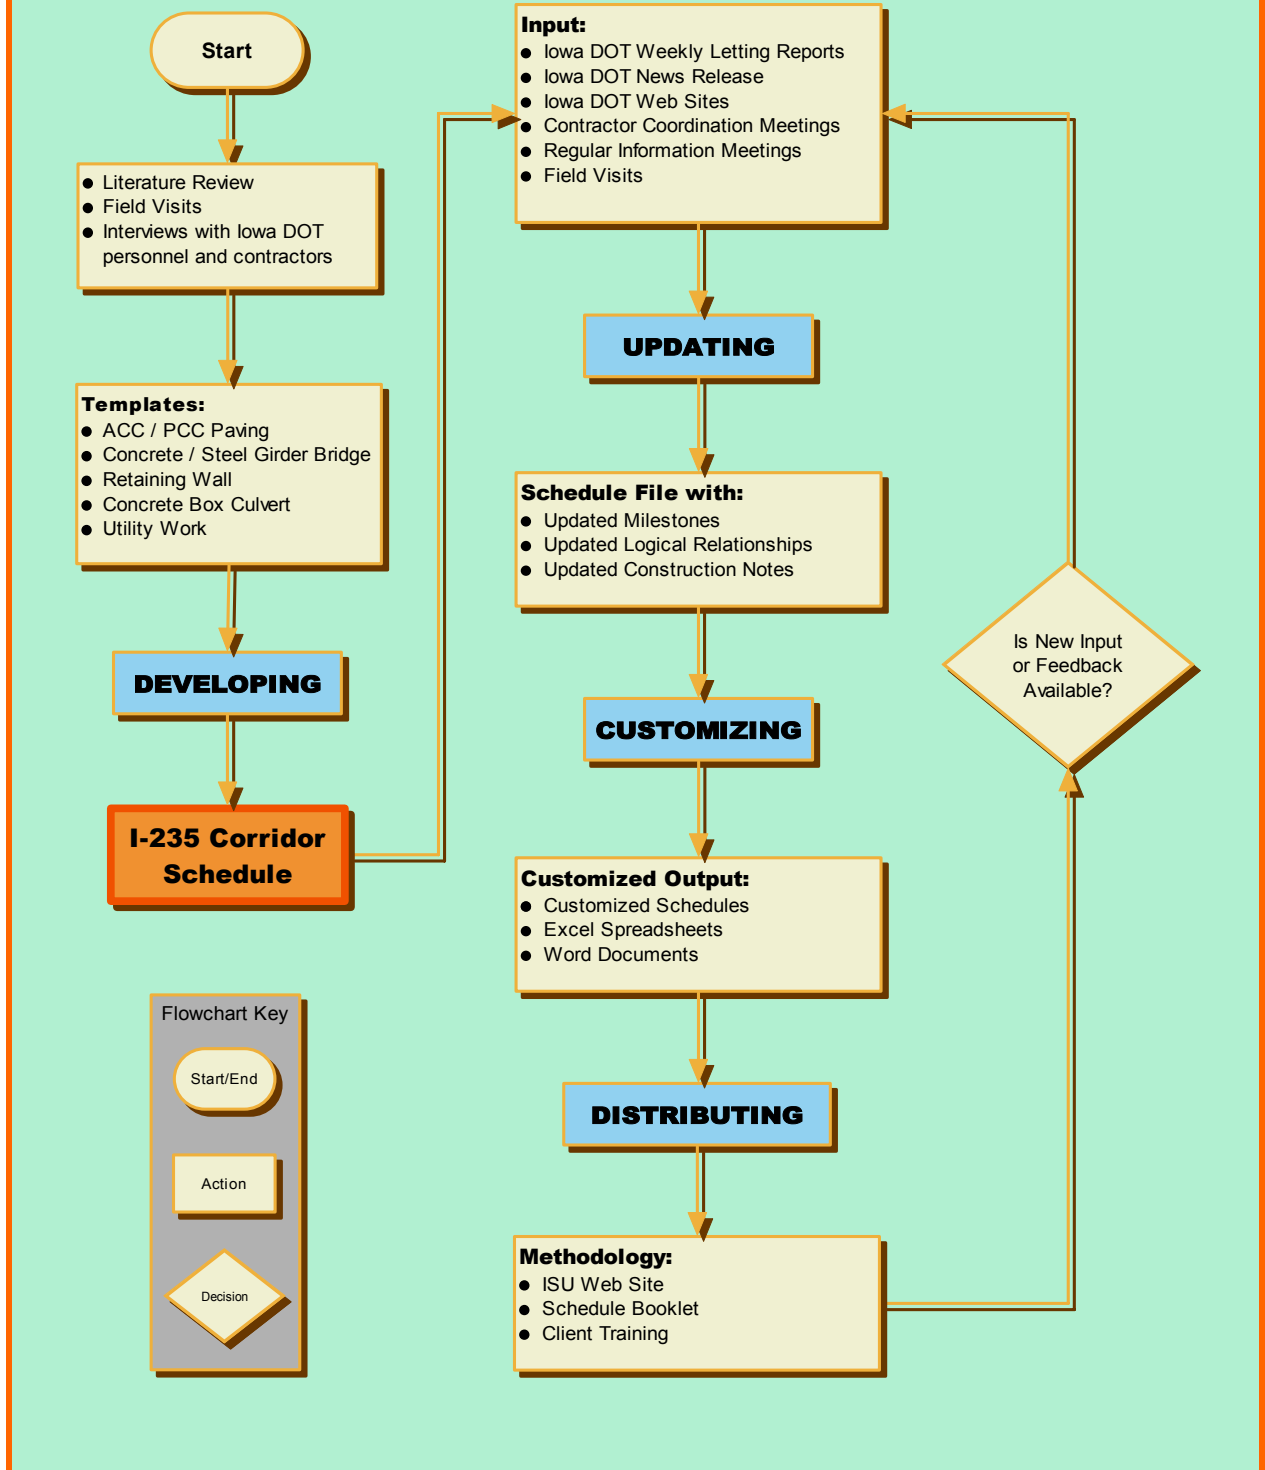 Start
● Literature Review
● Field Visits
● Interviews with Iowa DOT
personnel and contractors
Templates:
● ACC / PCC Paving
● Concrete / Steel Girder Bridge
● Retaining Wall
● Concrete Box Culvert
● Utility Work
DEVELOPING
I-235 Corridor
Schedule
Input:
● Iowa DOT Weekly Letting Reports
● Iowa DOT News Release
● Iowa DOT Web Sites
● Contractor Coordination Meetings
● Regular Information Meetings
● Field Visits
UPDATING
Schedule File with:
● Updated Milestones
● Updated Logical Relationships
● Updated Construction Notes
CUSTOMIZING
Customized Output:
● Customized Schedules
● Excel Spreadsheets
● Word Documents
DISTRIBUTING
Methodology:
● ISU Web Site
● Schedule Booklet
● Client Training
Is New Input
or Feedback
Available?
Flowchart Key
Start/End
Action
Decision